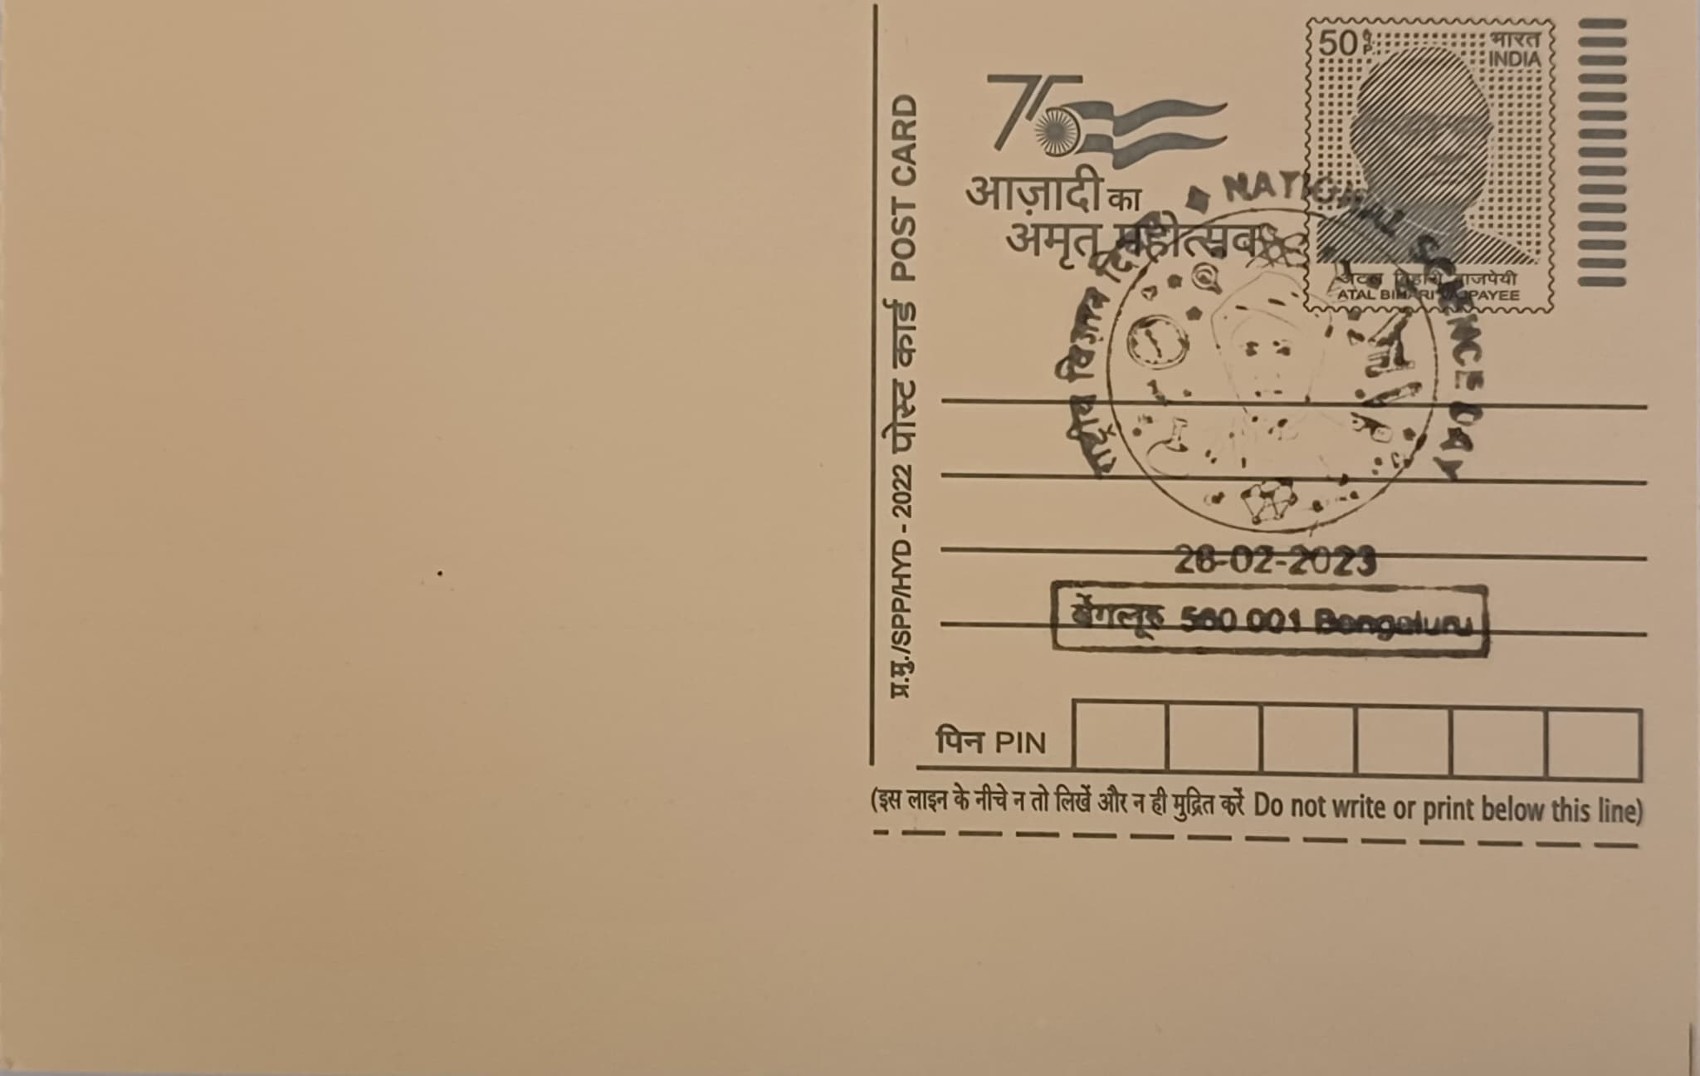 प्र.मु./SPP/HYD - 2022 पोस्ट कार्ड POST CARD
75
आज़ादी का
अमृत महोत्सव
50 P.
भारत
INDIA
अटल बिहारी वाजपेयी
ATAL BIHARI VAJPAYEE
राष्ट्रीय विज्ञान दिवस ◆ NATIONAL SCIENCE DAY
28-02-2023
बेंगलूरु 560 001 Bengaluru
पिन PIN
(इस लाइन के नीचे न तो लिखें और न ही मुद्रित करें Do not write or print below this line)